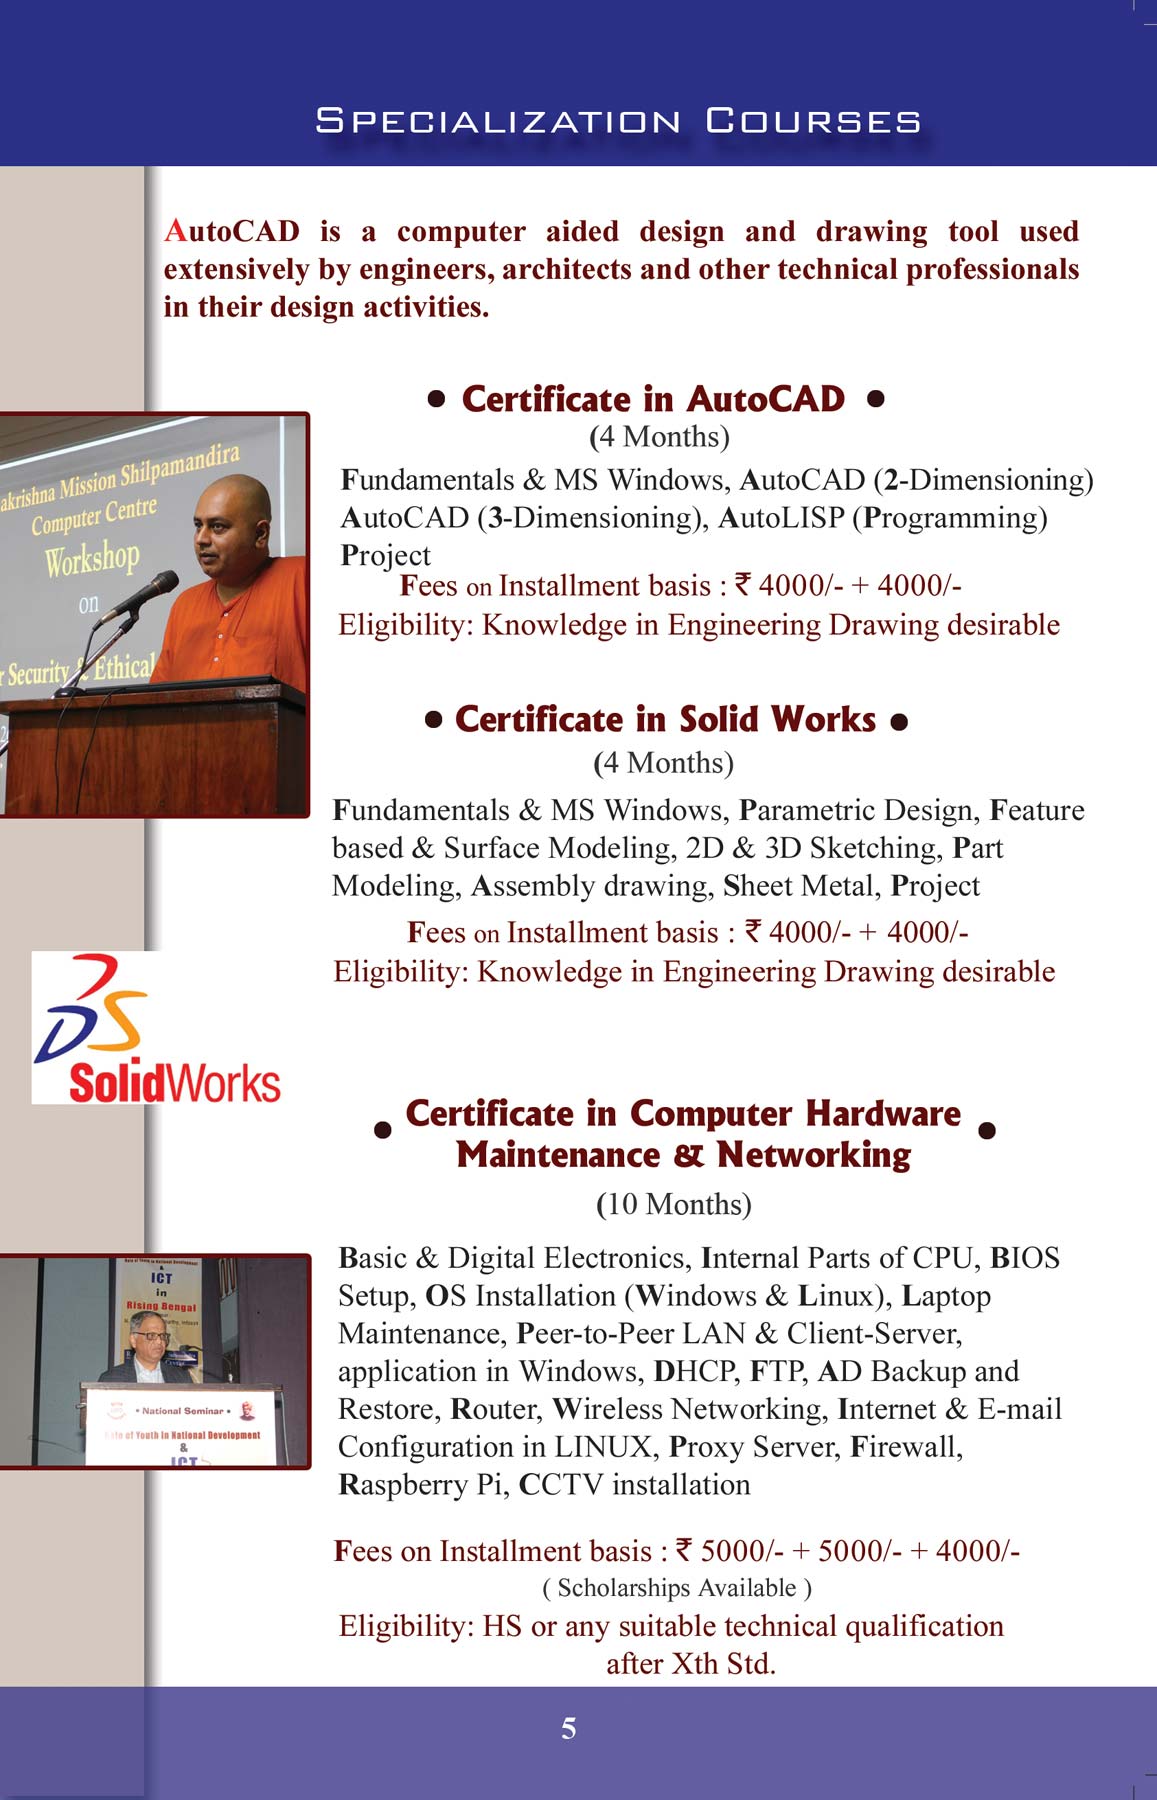 SPECIALIZATION COURSES
AutoCAD is a computer aided design and drawing tool used
extensively by engineers, architects and other technical professionals
in their design activities.
• Certificate in AutoCAD •
(4 Months)
Fundamentals & MS Windows, AutoCAD (2-Dimensioning)
AutoCAD (3-Dimensioning), AutoLISP (Programming)
Project
Fees on Installment basis : ₹ 4000/- + 4000/-
Eligibility: Knowledge in Engineering Drawing desirable
akrishna Mission Shilpamandira
Computer Centre
Workshop
on
r Security & Ethical
• Certificate in Solid Works •
(4 Months)
Fundamentals & MS Windows, Parametric Design, Feature
based & Surface Modeling, 2D & 3D Sketching, Part
Modeling, Assembly drawing, Sheet Metal, Project
Fees on Installment basis : ₹ 4000/- + 4000/-
Eligibility: Knowledge in Engineering Drawing desirable
DS
SolidWorks
• Certificate in Computer Hardware •
Maintenance & Networking
(10 Months)
Basic & Digital Electronics, Internal Parts of CPU, BIOS
Setup, OS Installation (Windows & Linux), Laptop
Maintenance, Peer-to-Peer LAN & Client-Server,
application in Windows, DHCP, FTP, AD Backup and
Restore, Router, Wireless Networking, Internet & E-mail
Configuration in LINUX, Proxy Server, Firewall,
Raspberry Pi, CCTV installation
Role of Youth in National Development
&
ICT
in
Rising Bengal
• National Seminar •
Role of Youth in National Development
&
ICT
Fees on Installment basis : ₹ 5000/- + 5000/- + 4000/-
( Scholarships Available )
Eligibility: HS or any suitable technical qualification
after Xth Std.
5